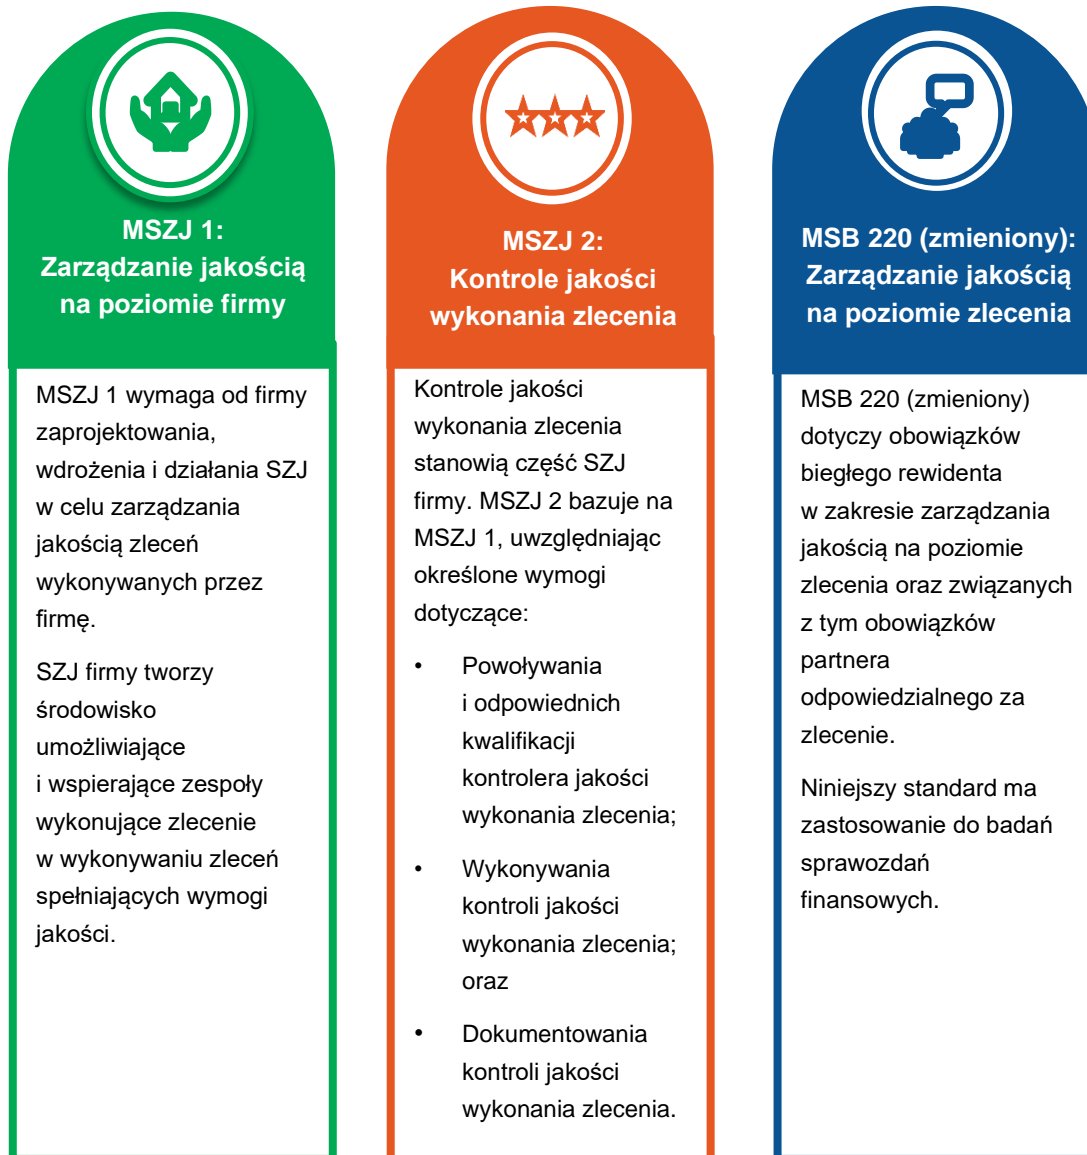 MSZJ 1:
Zarządzanie jakością
na poziomie firmy
MSZJ 1 wymaga od firmy
zaprojektowania,
wdrożenia i działania SZJ
w celu zarządzania
jakością zleceń
wykonywanych przez
firmę.
SZJ firmy tworzy
środowisko
umożliwiające
i wspierające zespoły
wykonujące zlecenie
w wykonywaniu zleceń
spełniających wymogi
jakości.
MSZJ 2:
Kontrole jakości
wykonania zlecenia
Kontrole jakości
wykonania zlecenia
stanowią część SZJ
firmy. MSZJ 2 bazuje na
MSZJ 1, uwzględniając
określone wymogi
dotyczące:
• Powoływania
i odpowiednich
kwalifikacji
kontrolera jakości
wykonania zlecenia;
• Wykonywania
kontroli jakości
wykonania zlecenia;
oraz
• Dokumentowania
kontroli jakości
wykonania zlecenia.
MSB 220 (zmieniony):
Zarządzanie jakością
na poziomie zlecenia
MSB 220 (zmieniony)
dotyczy obowiązków
biegłego rewidenta
w zakresie zarządzania
jakością na poziomie
zlecenia oraz związanych
z tym obowiązków
partnera
odpowiedzialnego za
zlecenie.
Niniejszy standard ma
zastosowanie do badań
sprawozdań
finansowych.